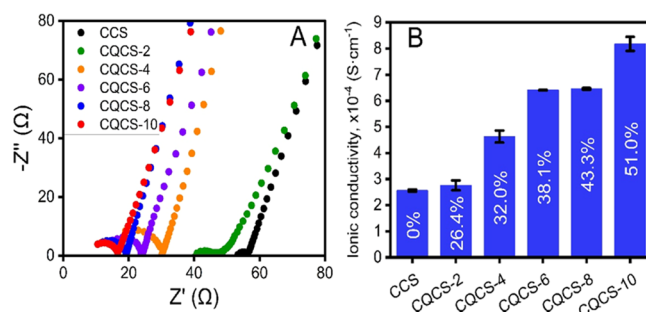 A
CCS
CQCS-2
CQCS-4
CQCS-6
CQCS-8
CQCS-10
-Z'' (Ω)
80
60
40
20
0
0 20 40 60 80
Z' (Ω)
B
Ionic conductivity, x10⁻⁴ (S·cm⁻¹)
9
8
7
6
5
4
3
2
1
0
0%
26.4%
32.0%
38.1%
43.3%
51.0%
CCS
CQCS-2
CQCS-4
CQCS-6
CQCS-8
CQCS-10